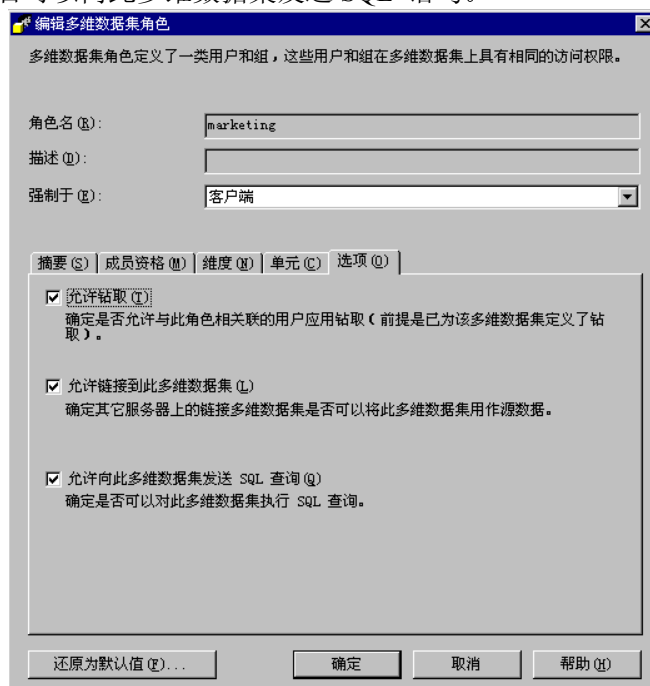 编辑多维数据集角色
多维数据集角色定义了一类用户和组，这些用户和组在多维数据集上具有相同的访问权限。
角色名(R):
marketing
描述(D):
强制于(E):
客户端
摘要(S) 成员资格(M) 维度(N) 单元(C) 选项(O)
允许钻取(T)
确定是否允许与此角色相关联的用户应用钻取(前提是已为该多维数据集定义了钻
取)。
允许链接到此多维数据集(L)
确定其它服务器上的链接多维数据集是否可以将此多维数据集用作源数据。
允许向此多维数据集发送 SQL 查询(Q)
确定是否可以对此多维数据集执行 SQL 查询。
还原为默认值(F)... 确定 取消 帮助(H)